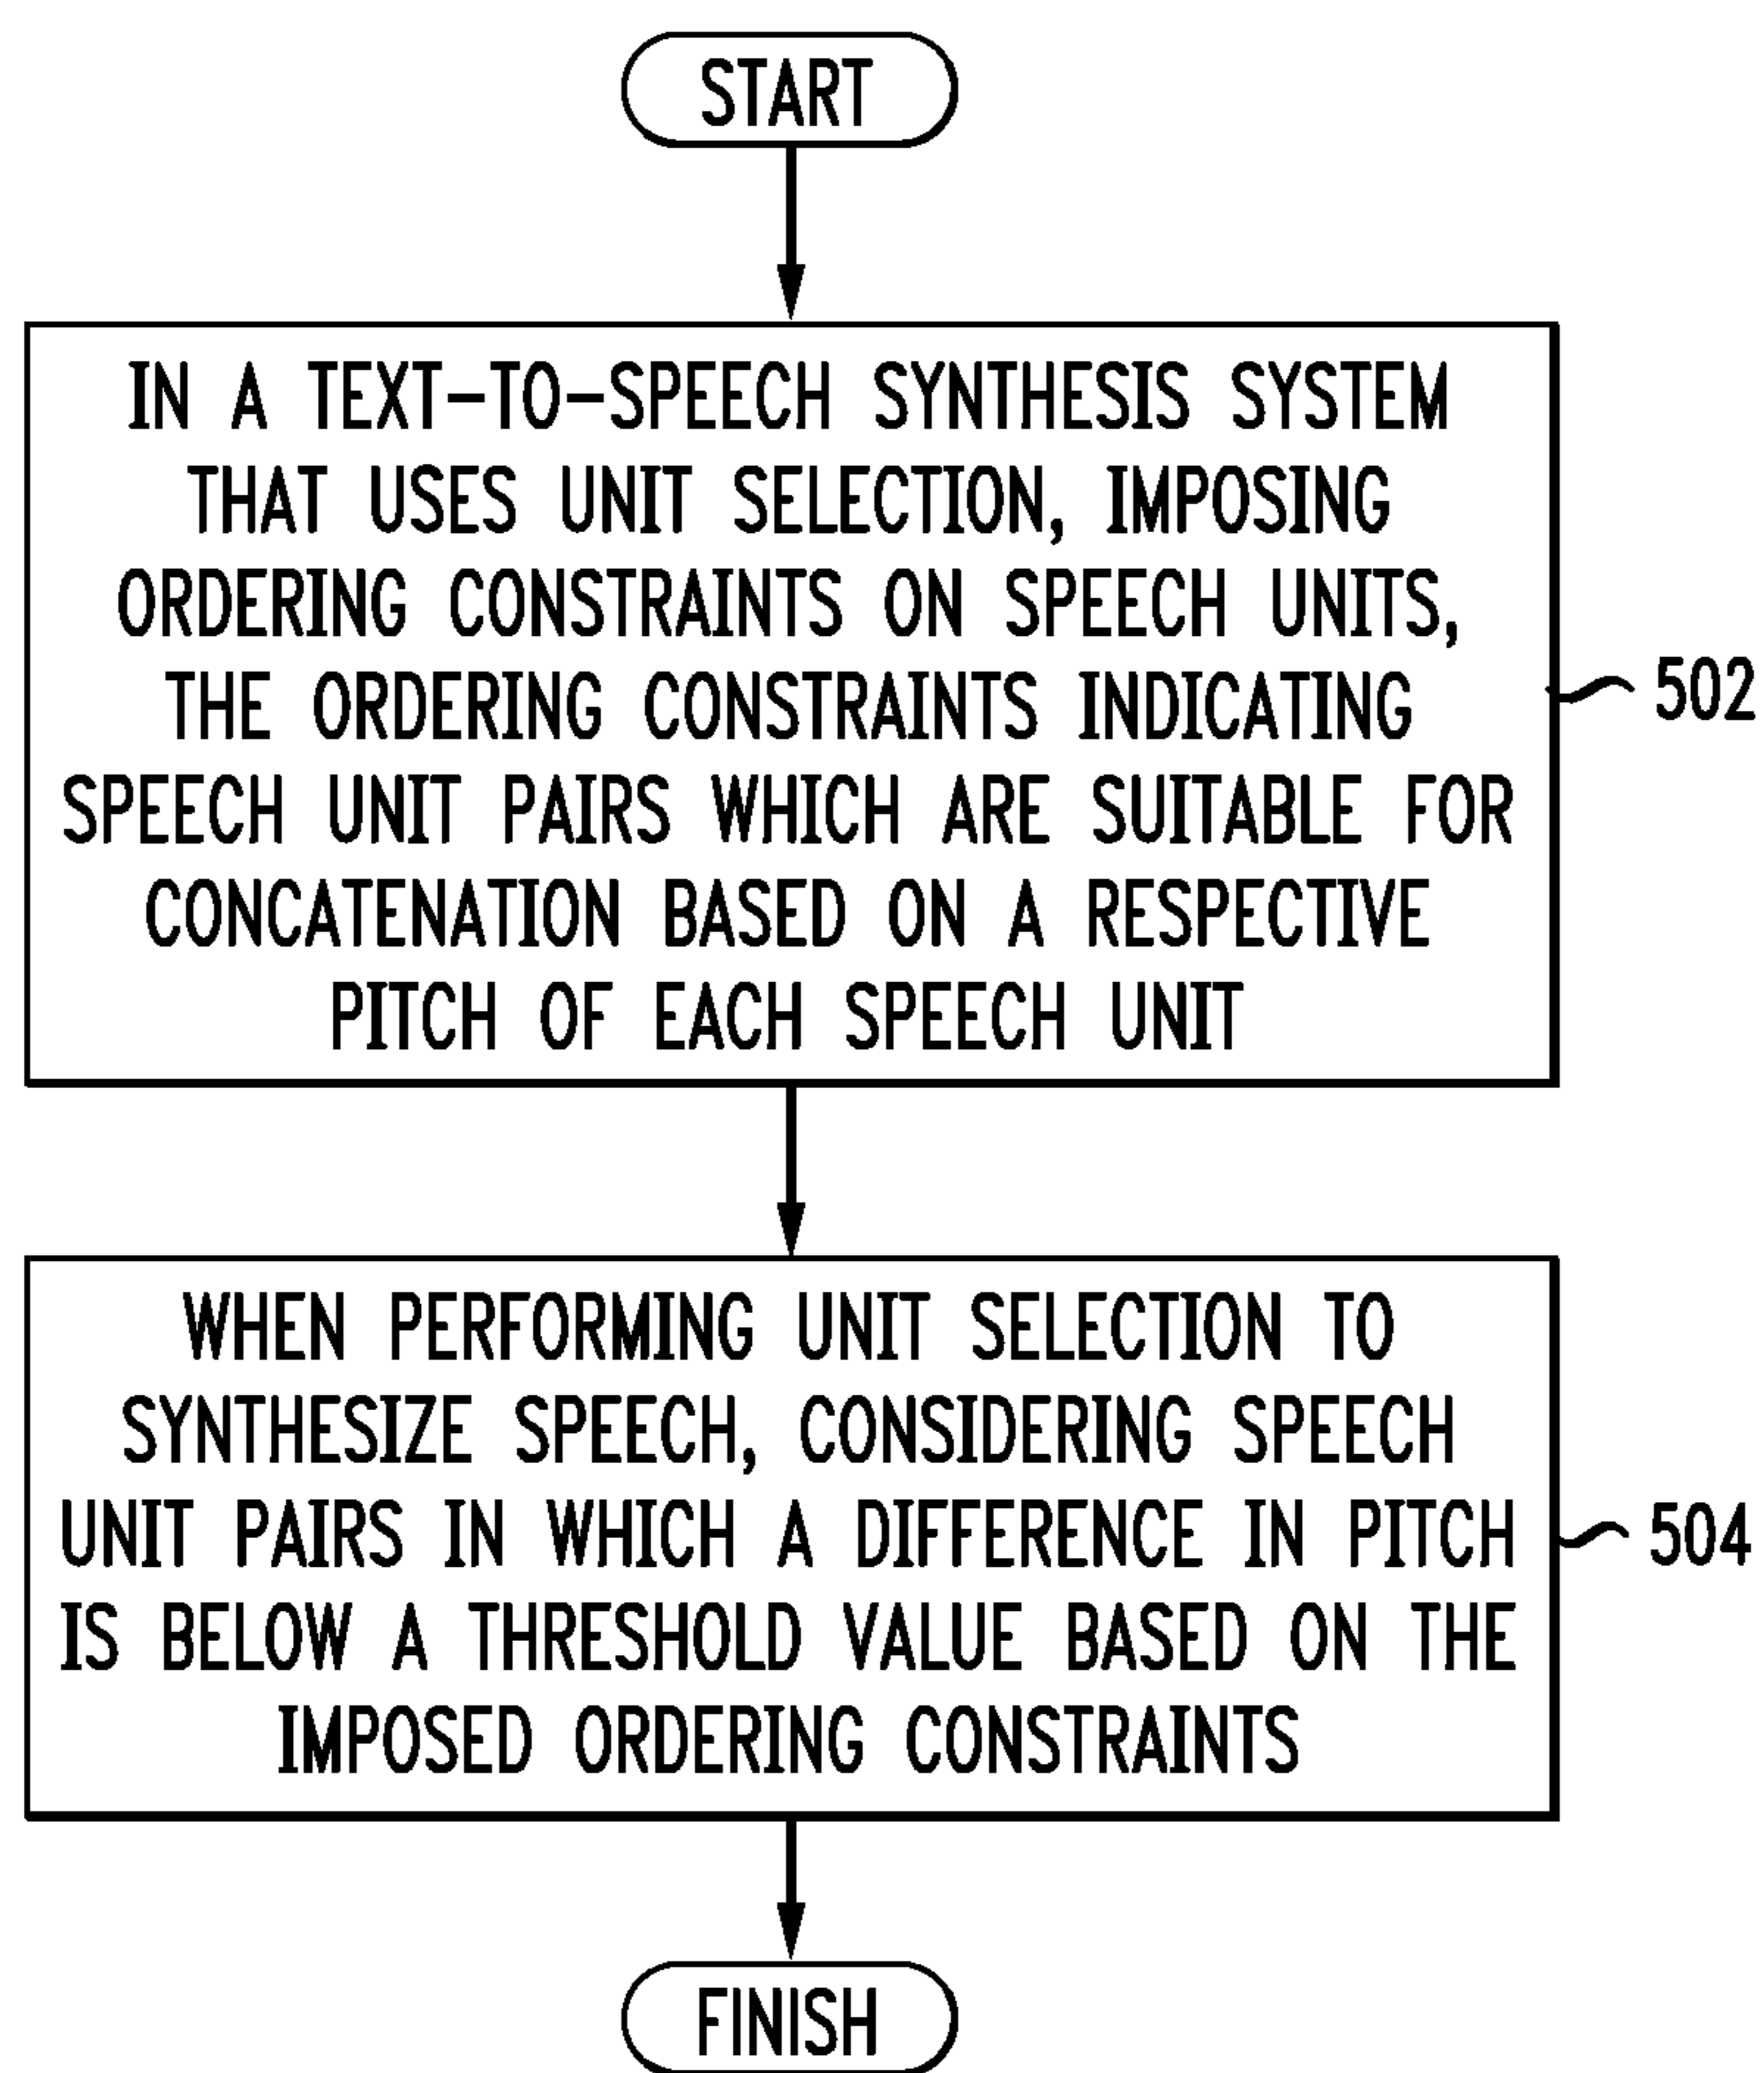 START
IN A TEXT-TO-SPEECH SYNTHESIS SYSTEM
THAT USES UNIT SELECTION, IMPOSING
ORDERING CONSTRAINTS ON SPEECH UNITS,
THE ORDERING CONSTRAINTS INDICATING
SPEECH UNIT PAIRS WHICH ARE SUITABLE FOR
CONCATENATION BASED ON A RESPECTIVE
PITCH OF EACH SPEECH UNIT
502
WHEN PERFORMING UNIT SELECTION TO
SYNTHESIZE SPEECH, CONSIDERING SPEECH
UNIT PAIRS IN WHICH A DIFFERENCE IN PITCH
IS BELOW A THRESHOLD VALUE BASED ON THE
IMPOSED ORDERING CONSTRAINTS
504
FINISH